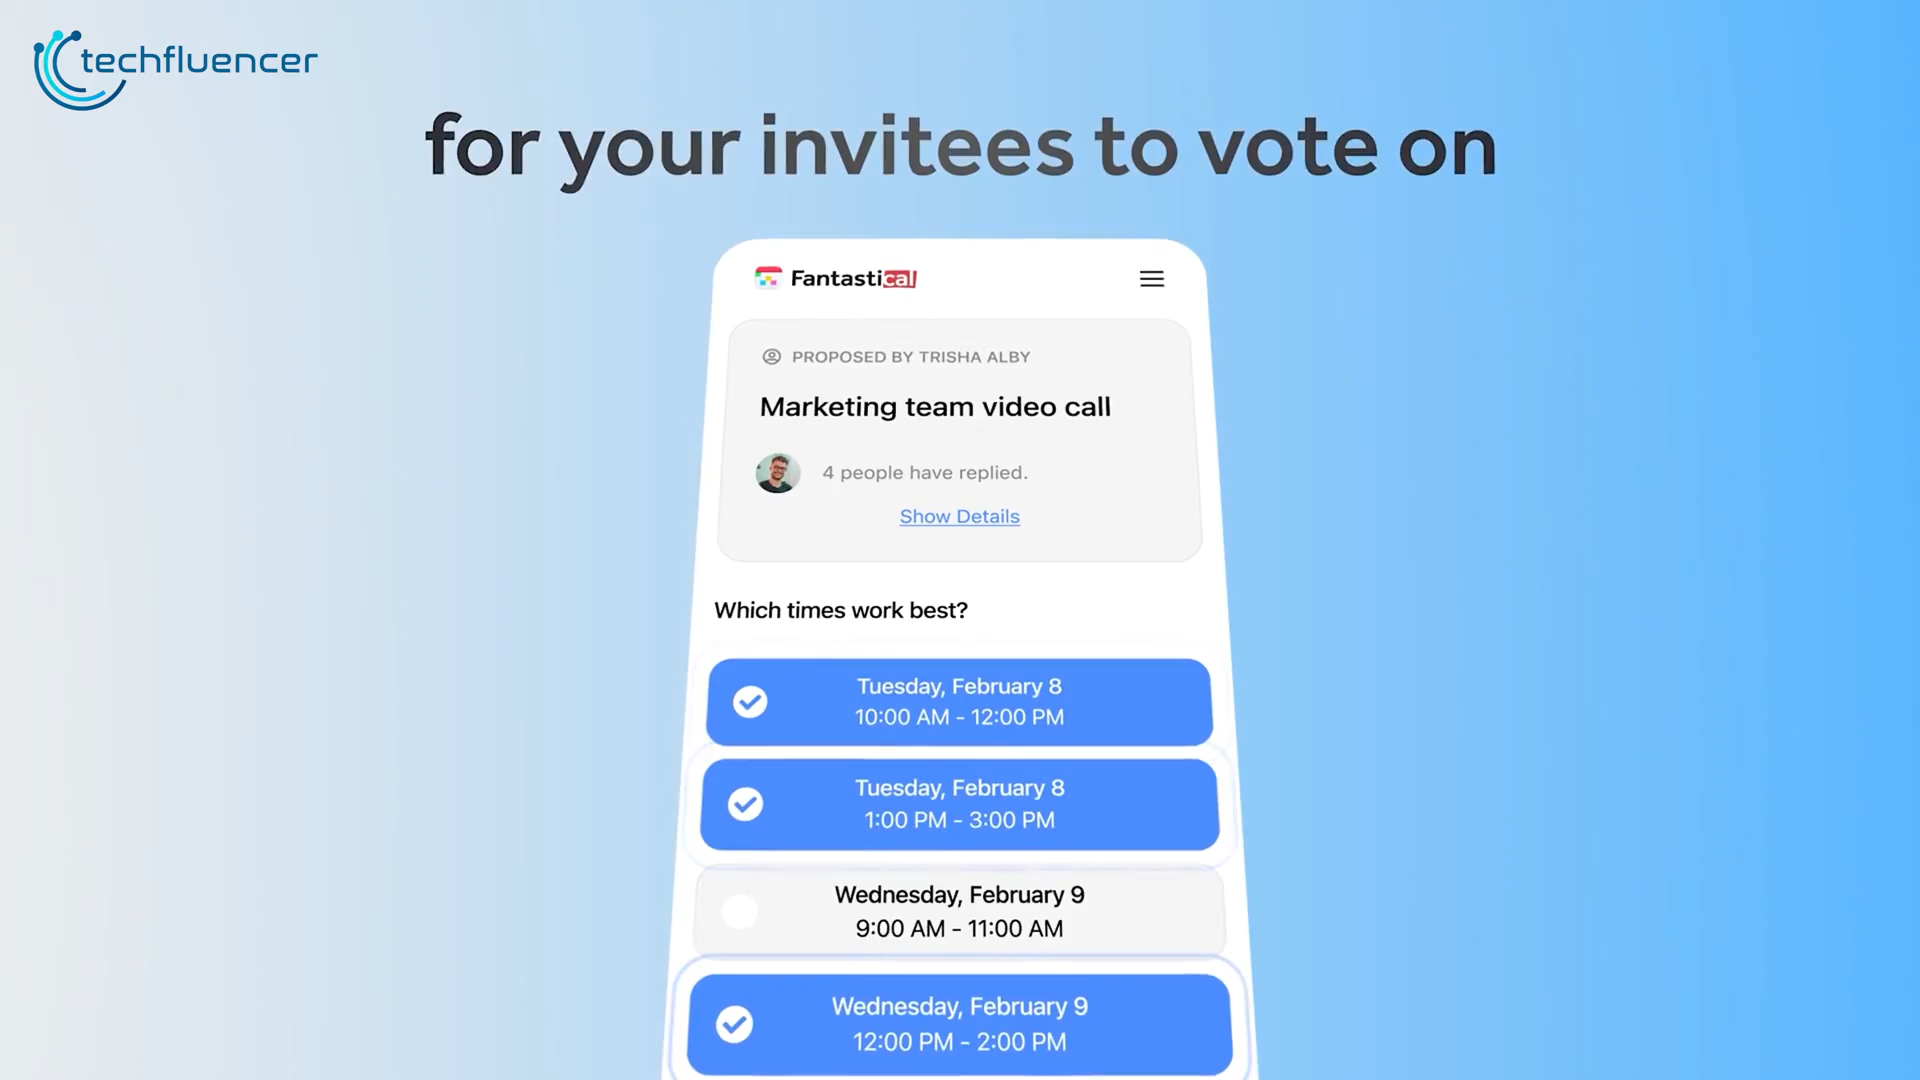 techfluencer
for your invitees to vote on
Fantastical
PROPOSED BY TRISHA ALBY
Marketing team video call
4 people have replied.
Show Details
Which times work best?
Tuesday, February 8
10:00 AM - 12:00 PM
Tuesday, February 8
1:00 PM - 3:00 PM
Wednesday, February 9
9:00 AM - 11:00 AM
Wednesday, February 9
12:00 PM - 2:00 PM